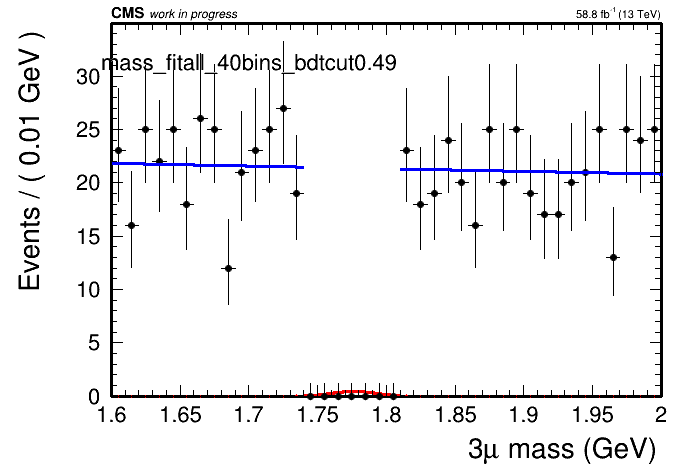 CMS work in progress
58.8 fb⁻¹ (13 TeV)
mass_fitall_40bins_bdtcut0.49
Events / ( 0.01 GeV )
30
25
20
15
10
5
0
1.6 1.65 1.7 1.75 1.8 1.85 1.9 1.95 2
3μ mass (GeV)